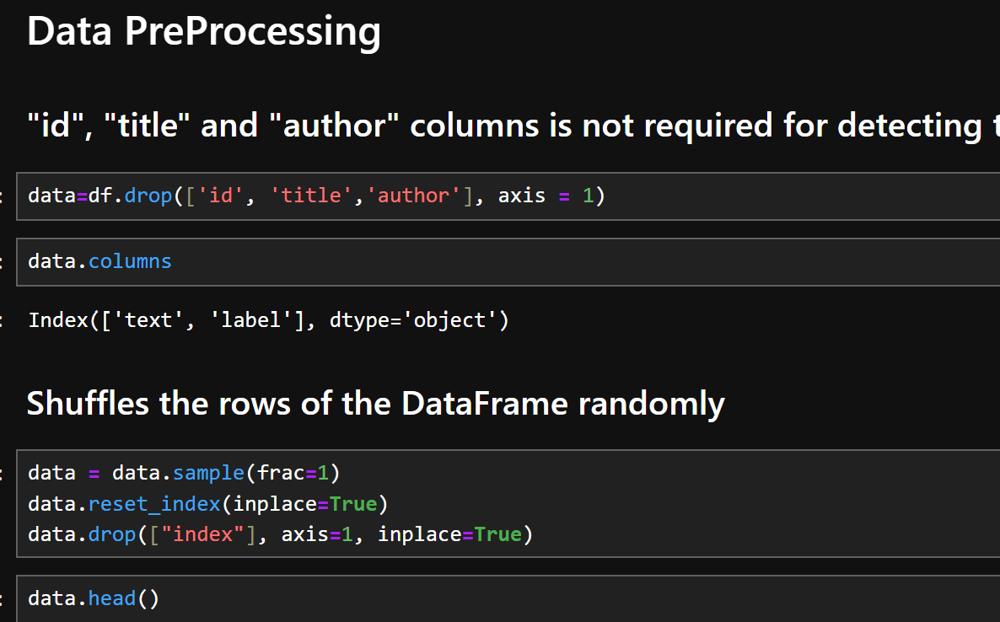 Data PreProcessing
"id", "title" and "author" columns is not required for detecting
:
data=df.drop(['id', 'title','author'], axis = 1)
:
data.columns
:
Index(['text', 'label'], dtype='object')
Shuffles the rows of the DataFrame randomly
:
data = data.sample(frac=1)
data.reset_index(inplace=True)
data.drop(["index"], axis=1, inplace=True)
:
data.head()